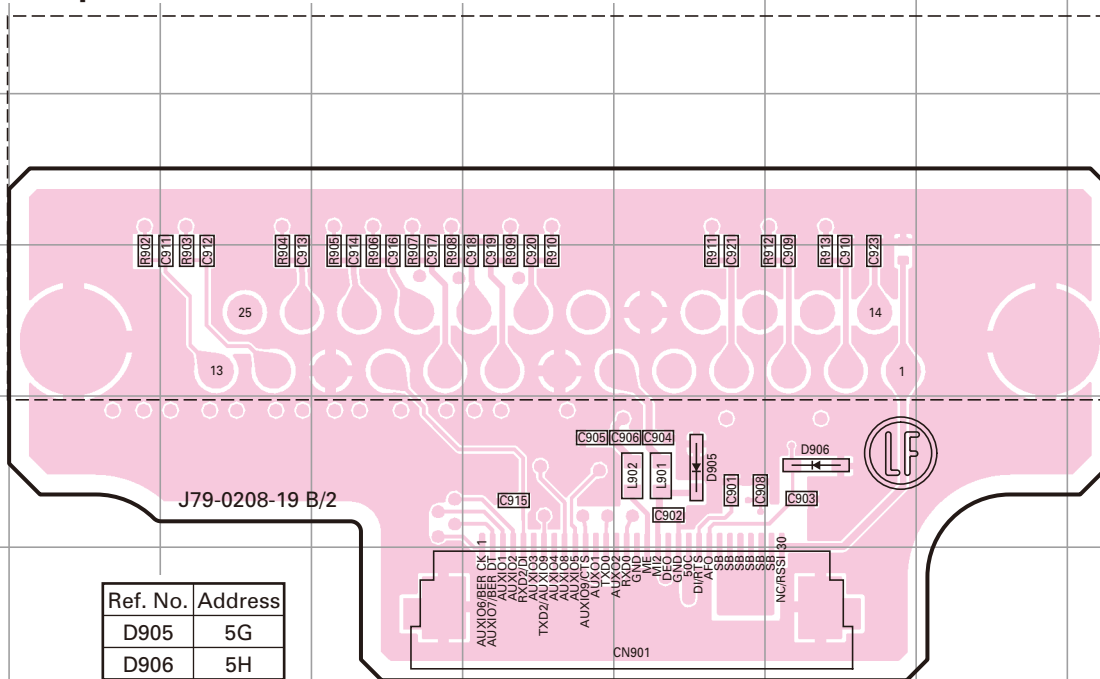 R902 C911 R903 C912 R904 C913 R905 C914 R906 C916 R907 C917 R908 C918 C919 R909 C920 R910 R911 C921 R912 C909 R913 C910 C923
25 14
13 1
C905 C906 C904 D906
L902 L901 D905 C901 C908 LF
J79-0208-19 B/2 C915 C902 C903
1 30
AUXIO6/BER CK
AUXIO7/BER DT
AUXI1
AUXIO2
RXD2/DI
AUXIO3
TXD2/AUXIO9
AUXIO4
AUXIO8
AUXIO5
AUXIO9/CTS
AUXO1
TXD0
AUXO2
RXD0
GND
ME
MI2
DEO
GND
50C
DI/RTS
AFO
SB
SB
SB
SB
SB
SB
NC/RSSI
CN901
Ref. No. Address
D905 5G
D906 5H